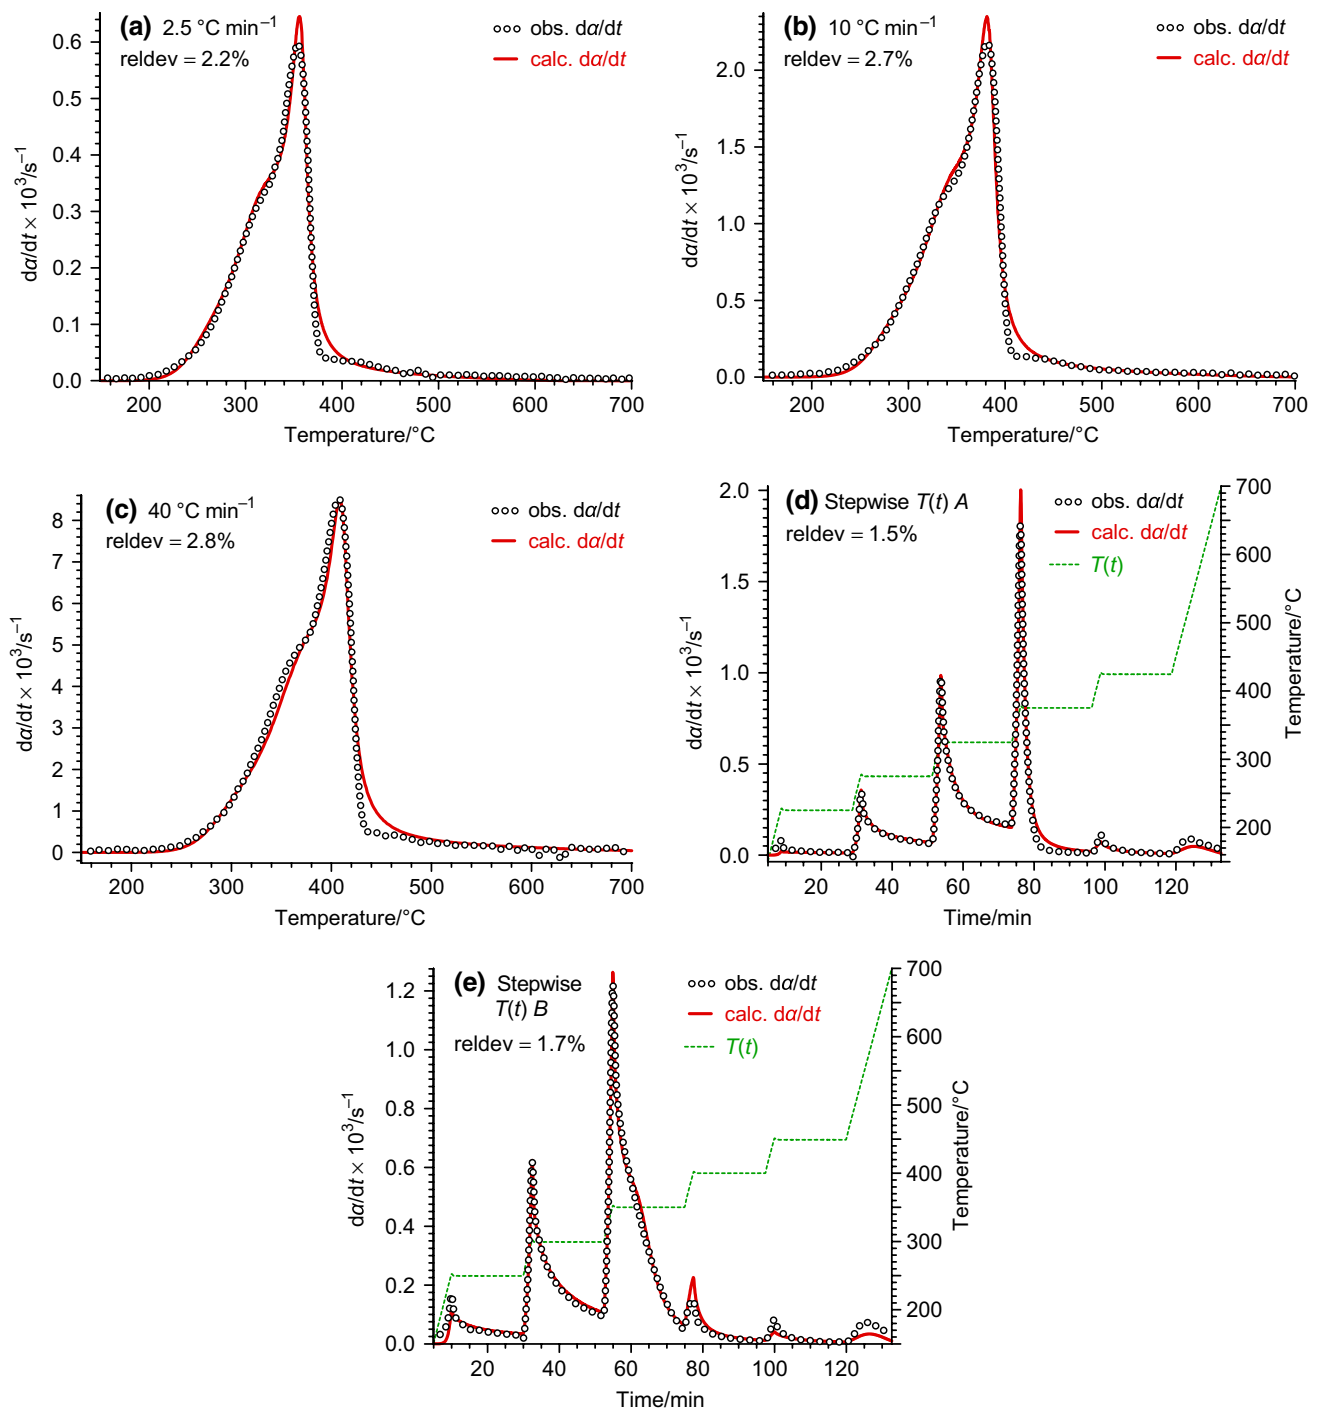 (a) 2.5 °C min⁻¹
reldev = 2.2%
obs. dα/dt
calc. dα/dt
0.6
0.5
0.4
0.3
0.2
0.1
0.0
dα/dt × 10³/s⁻¹
200 300 400 500 600 700
Temperature/°C
(b) 10 °C min⁻¹
reldev = 2.7%
obs. dα/dt
calc. dα/dt
2.0
1.5
1.0
0.5
0.0
dα/dt × 10³/s⁻¹
200 300 400 500 600 700
Temperature/°C
(c) 40 °C min⁻¹
reldev = 2.8%
obs. dα/dt
calc. dα/dt
8
7
6
5
4
3
2
1
0
dα/dt × 10³/s⁻¹
200 300 400 500 600 700
Temperature/°C
(d) Stepwise T(t) A
reldev = 1.5%
obs. dα/dt
calc. dα/dt
T(t)
2.0
1.5
1.0
0.5
0.0
dα/dt × 10³/s⁻¹
700
600
500
400
300
200
Temperature/°C
20 40 60 80 100 120
Time/min
(e) Stepwise
T(t) B
reldev = 1.7%
obs. dα/dt
calc. dα/dt
T(t)
1.2
1.0
0.8
0.6
0.4
0.2
0.0
dα/dt × 10³/s⁻¹
700
600
500
400
300
200
Temperature/°C
20 40 60 80 100 120
Time/min